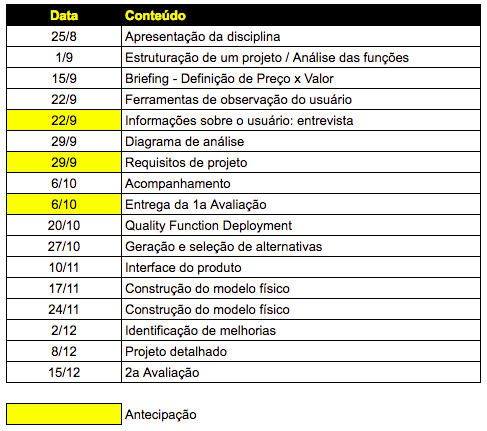 Data Conteúdo
25/8 Apresentação da disciplina
1/9 Estruturação de um projeto / Análise das funções
15/9 Briefing - Definição de Preço x Valor
22/9 Ferramentas de observação do usuário
22/9 Informações sobre o usuário: entrevista
29/9 Diagrama de análise
29/9 Requisitos de projeto
6/10 Acompanhamento
6/10 Entrega da 1a Avaliação
20/10 Quality Function Deployment
27/10 Geração e seleção de alternativas
10/11 Interface do produto
17/11 Construção do modelo físico
24/11 Construção do modelo físico
2/12 Identificação de melhorias
8/12 Projeto detalhado
15/12 2a Avaliação
Antecipação